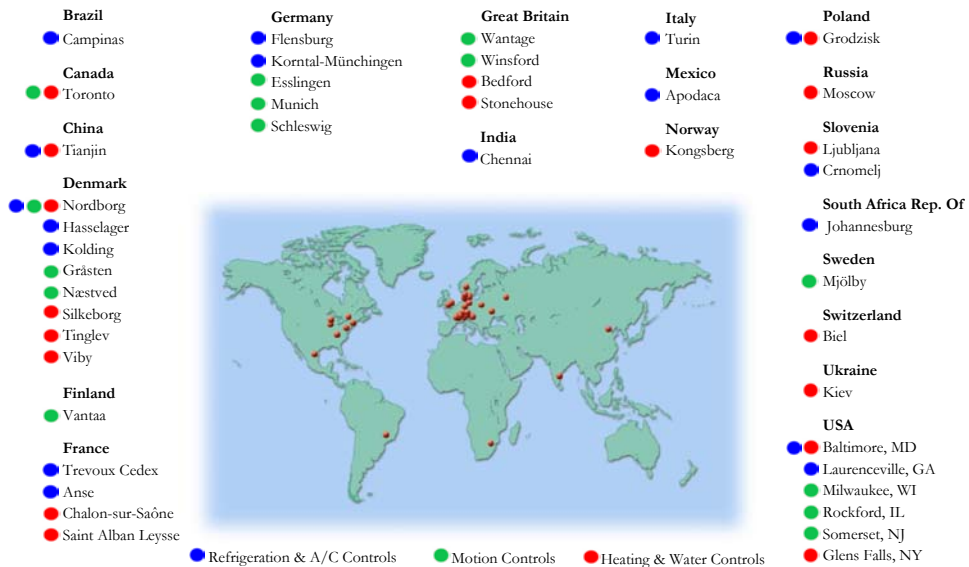 Brazil
Campinas
Canada
Toronto
China
Tianjin
Denmark
Nordborg
Hasselager
Kolding
Gråsten
Næstved
Silkeborg
Tinglev
Viby
Finland
Vantaa
France
Trevoux Cedex
Anse
Chalon-sur-Saône
Saint Alban Leysse
Germany
Flensburg
Korntal-Münchingen
Esslingen
Munich
Schleswig
Great Britain
Wantage
Winsford
Bedford
Stonehouse
India
Chennai
Italy
Turin
Mexico
Apodaca
Norway
Kongsberg
Poland
Grodzisk
Russia
Moscow
Slovenia
Ljubljana
Crnomelj
South Africa Rep. Of
Johannesburg
Sweden
Mjölby
Switzerland
Biel
Ukraine
Kiev
USA
Baltimore, MD
Laurenceville, GA
Milwaukee, WI
Rockford, IL
Somerset, NJ
Glens Falls, NY
Refrigeration & A/C Controls
Motion Controls
Heating & Water Controls